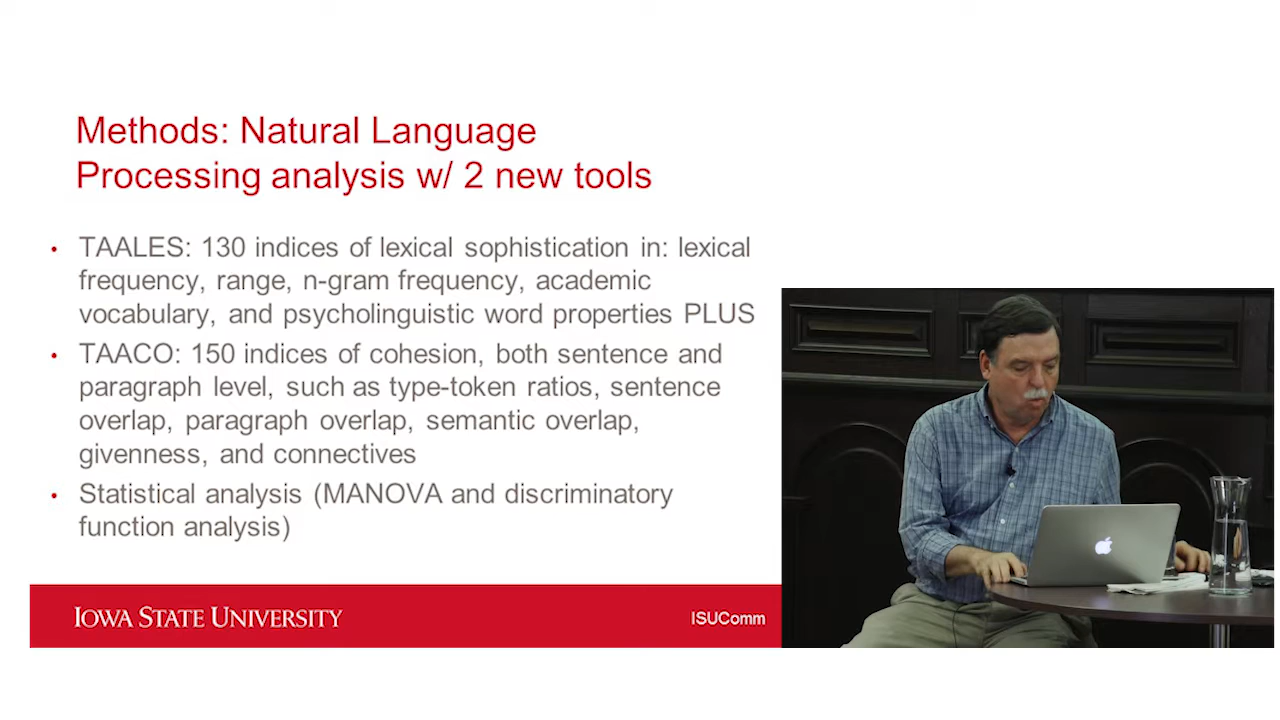 Methods: Natural Language
Processing analysis w/ 2 new tools
• TAALES: 130 indices of lexical sophistication in: lexical
frequency, range, n-gram frequency, academic
vocabulary, and psycholinguistic word properties PLUS
• TAACO: 150 indices of cohesion, both sentence and
paragraph level, such as type-token ratios, sentence
overlap, paragraph overlap, semantic overlap,
givenness, and connectives
• Statistical analysis (MANOVA and discriminatory
function analysis)
IOWA STATE UNIVERSITY
ISUComm